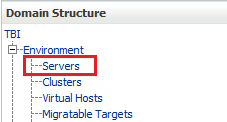 Domain Structure
TBI
Environment
Servers
Clusters
Virtual Hosts
Migratable Targets